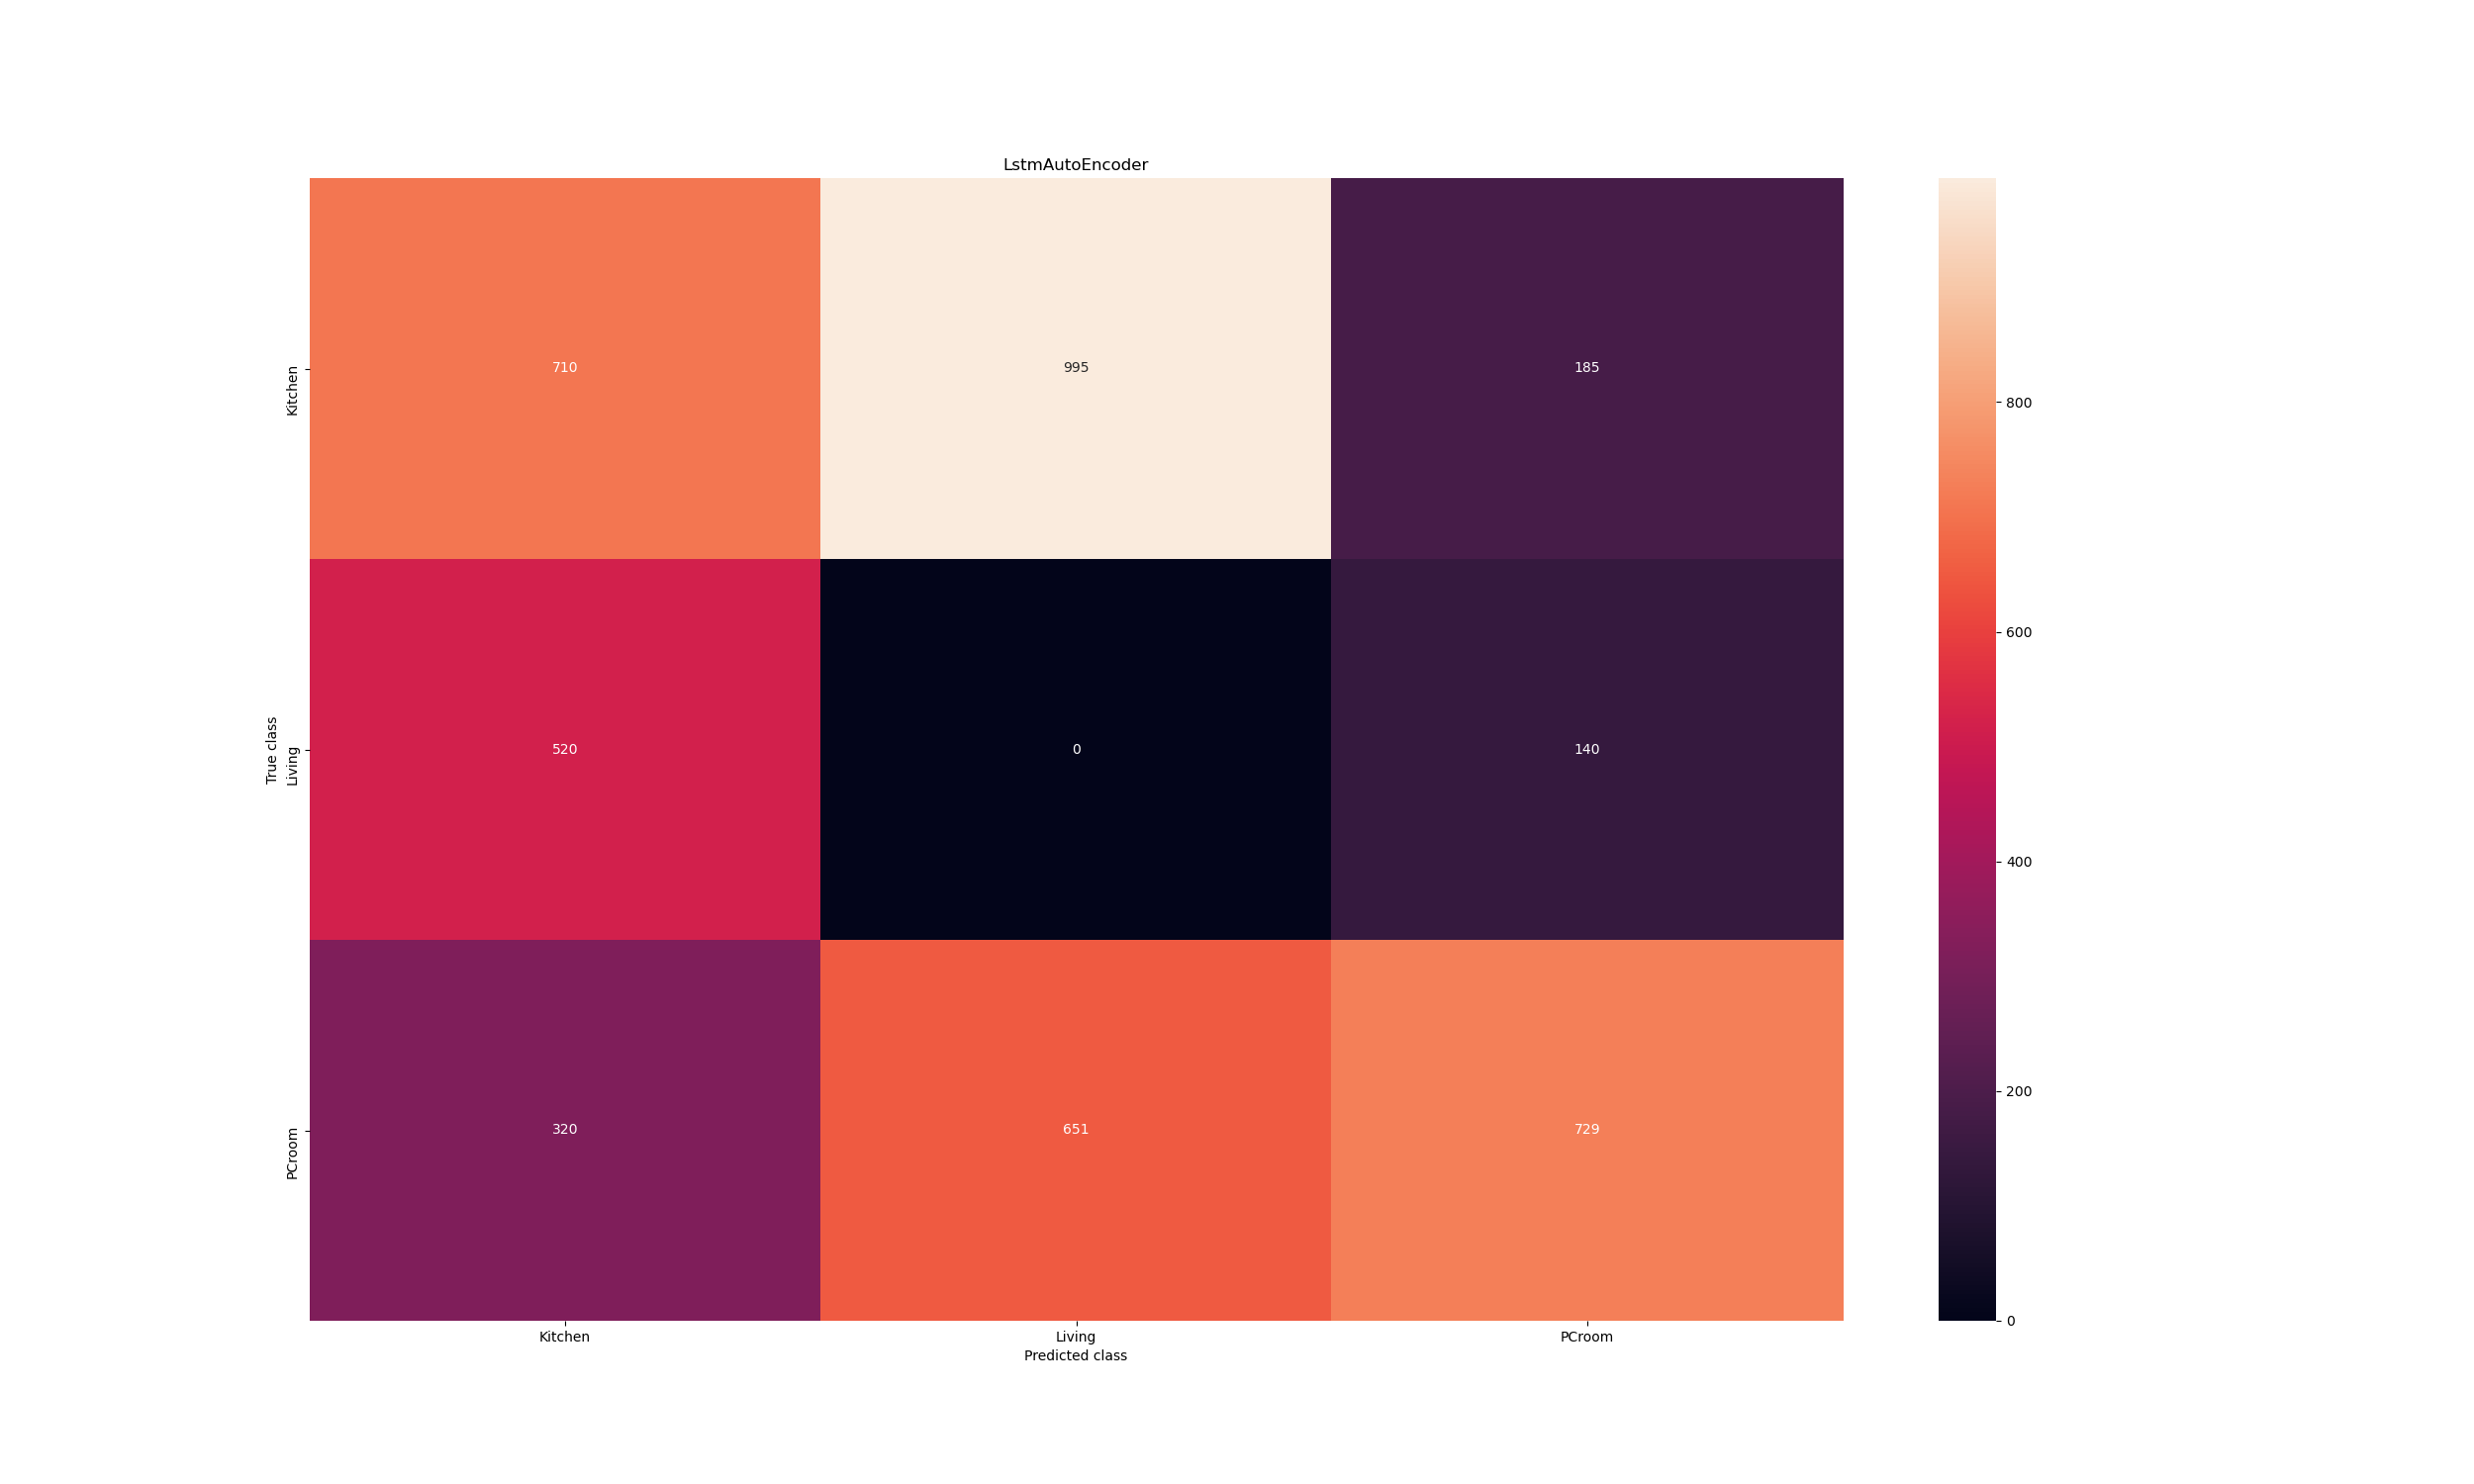 LstmAutoEncoder
True class
Kitchen
710 995 185
800
Living
520 0 140
600
400
PCroom
320 651 729
200
0
Kitchen Living PCroom
Predicted class